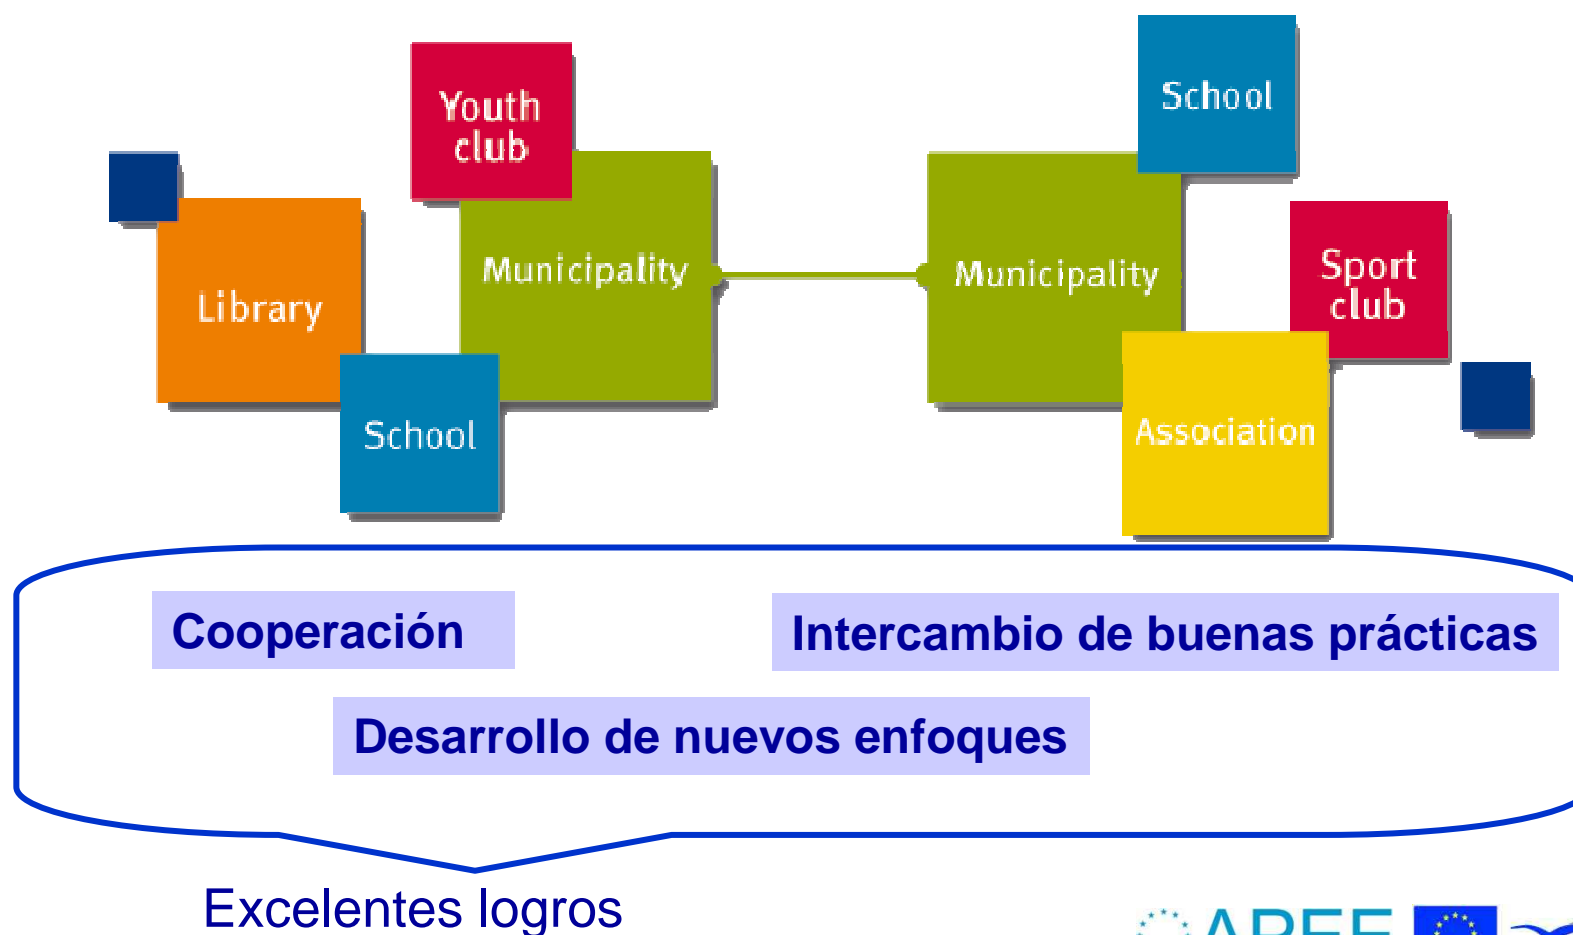 Youth
club
Municipality
Library
School
School
Municipality
Sport
club
Association
Cooperación
Intercambio de buenas prácticas
Desarrollo de nuevos enfoques
Excelentes logros